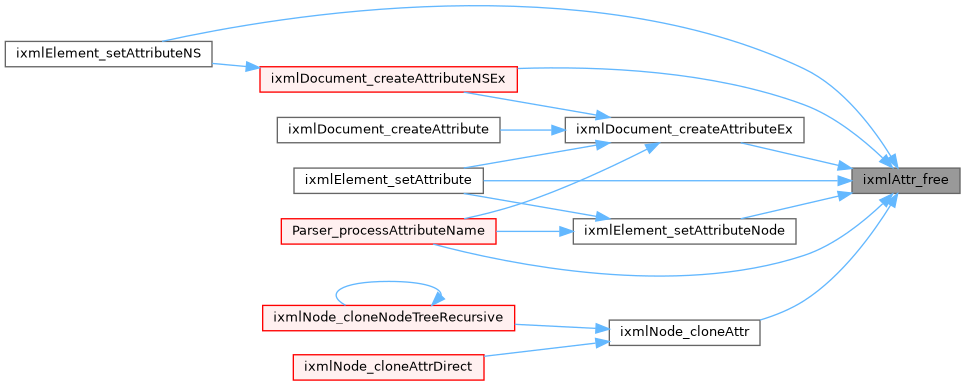 ixmlElement_setAttributeNS
ixmlDocument_createAttributeNSEx
ixmlDocument_createAttribute
ixmlDocument_createAttributeEx
ixmlElement_setAttribute
ixmlAttr_free
Parser_processAttributeName
ixmlElement_setAttributeNode
ixmlNode_cloneNodeTreeRecursive
ixmlNode_cloneAttr
ixmlNode_cloneAttrDirect